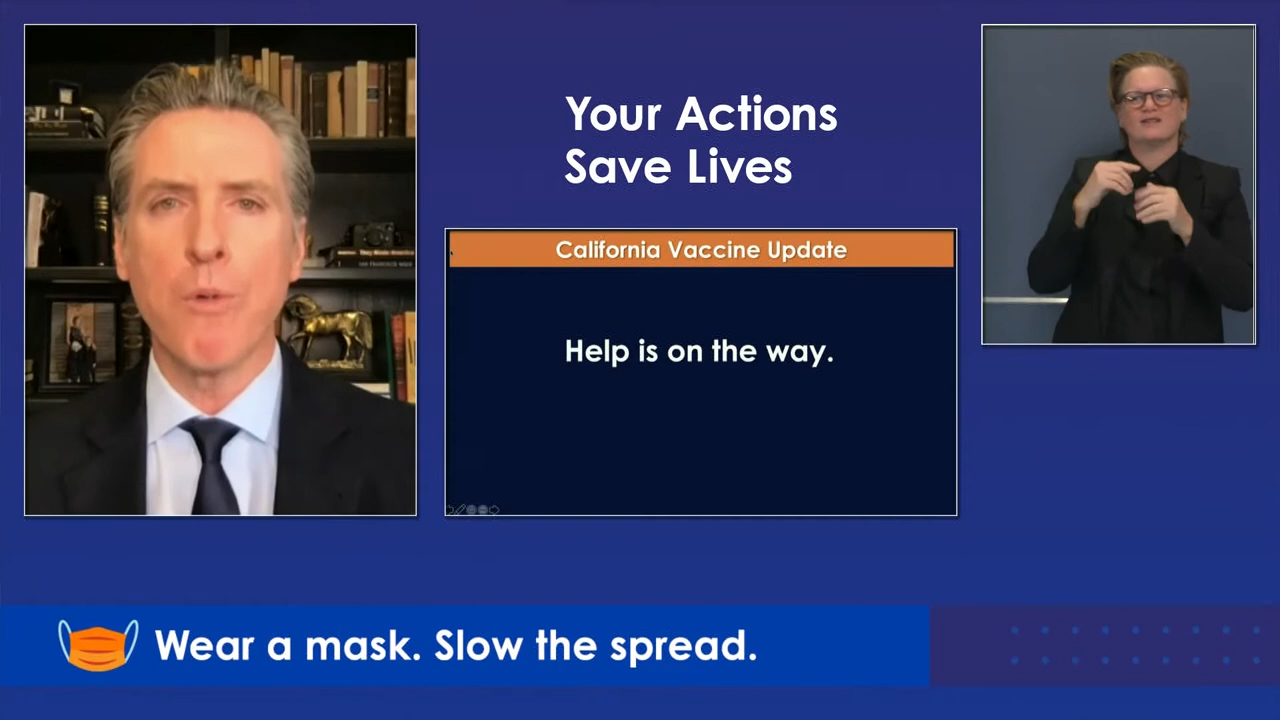 Your Actions
Save Lives
California Vaccine Update
Help is on the way.
Wear a mask. Slow the spread.